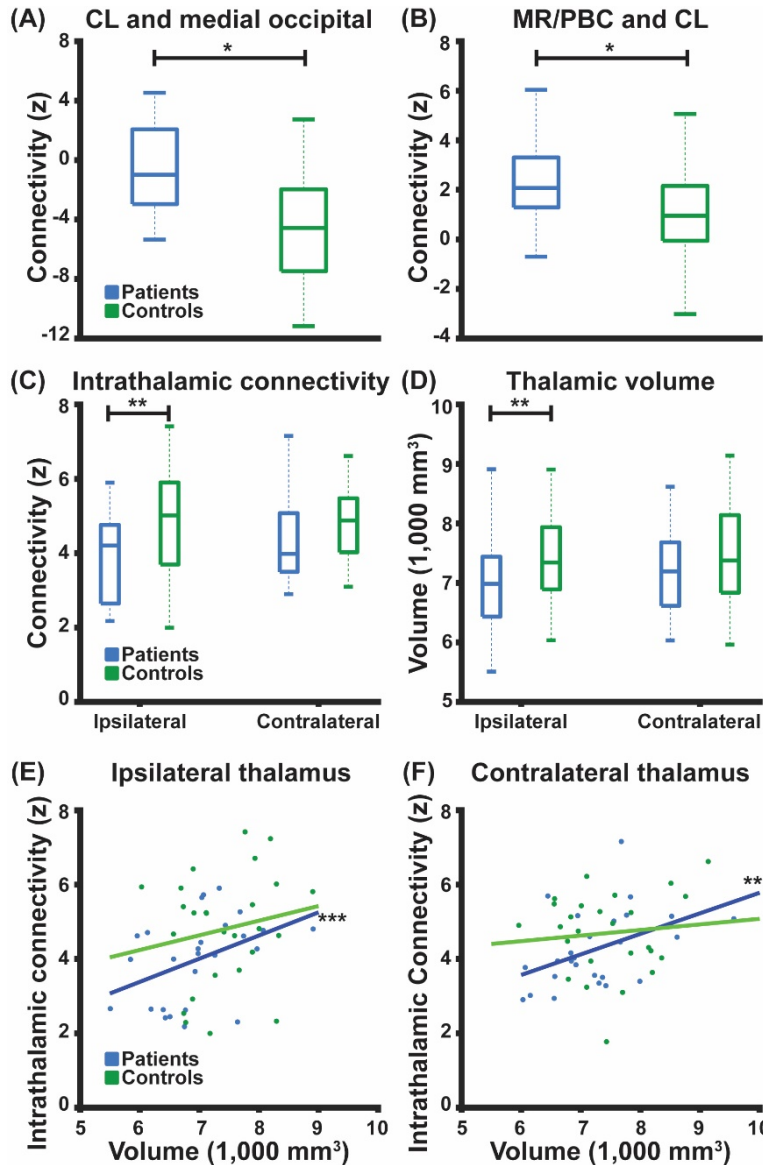 (A) CL and medial occipital
*
Connectivity (z)
4
0
-4
-8
-12
Patients
Controls
(B) MR/PBC and CL
*
Connectivity (z)
8
6
4
2
0
-2
-4
(C) Intrathalamic connectivity
**
Connectivity (z)
8
6
4
2
0
Patients
Controls
Ipsilateral
Contralateral
(D) Thalamic volume
**
Volume (1,000 mm³)
10
9
8
7
6
5
Ipsilateral
Contralateral
(E) Ipsilateral thalamus
Intrathalamic connectivity (z)
8
6
4
2
0
***
Patients
Controls
5 6 7 8 9 10
Volume (1,000 mm³)
(F) Contralateral thalamus
Intrathalamic Connectivity (z)
8
6
4
2
0
**
5 6 7 8 9 10
Volume (1,000 mm³)